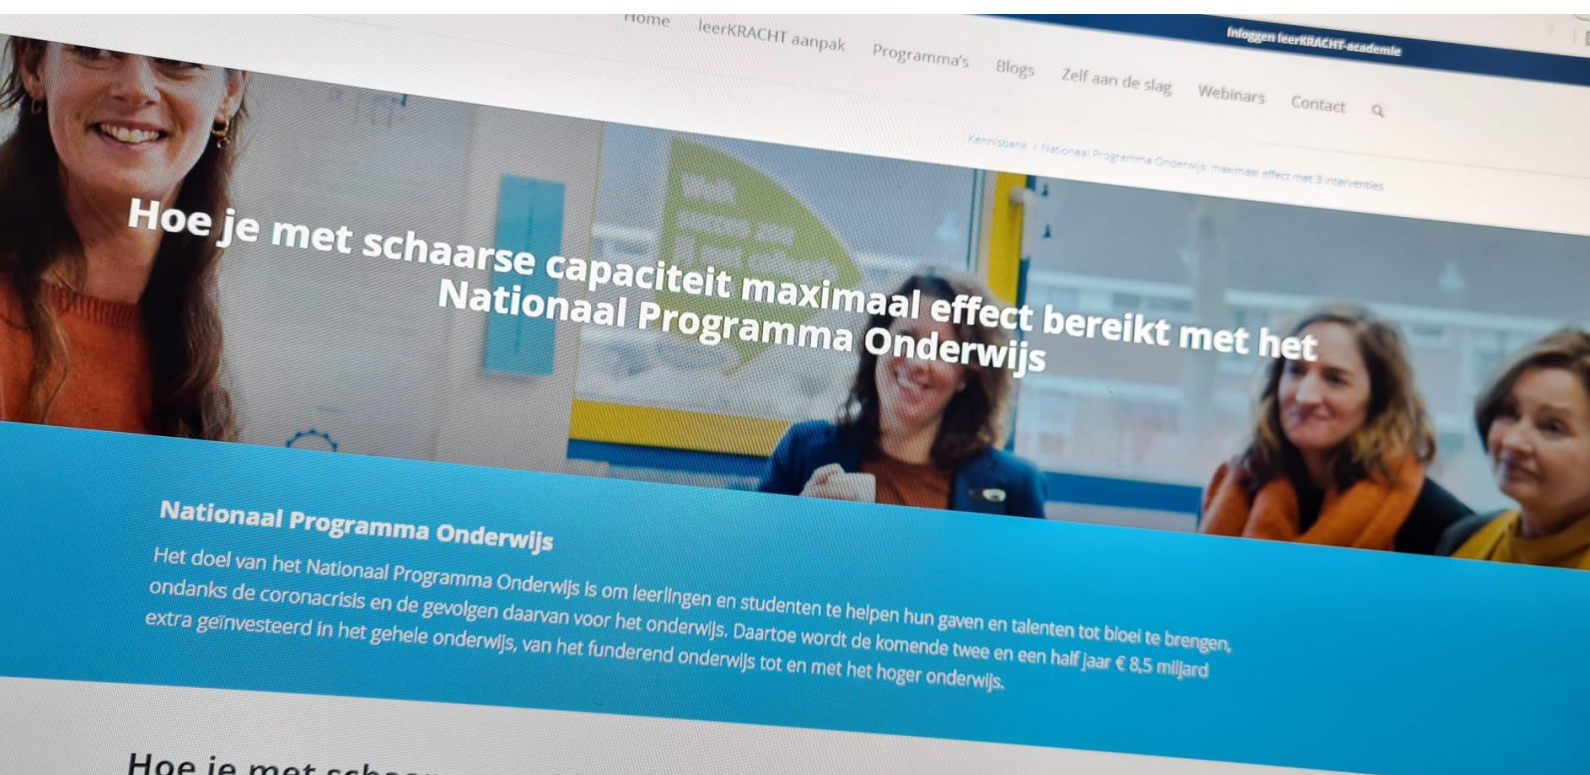 Inloggen leerKRACHT-academie
Home leerKRACHT aanpak Programma's Blogs Zelf aan de slag Webinars Contact
Kennisbank / Nationaal Programma Onderwijs: maximaal effect met 3 interventies
Hoe je met schaarse capaciteit maximaal effect bereikt met het
Nationaal Programma Onderwijs
Nationaal Programma Onderwijs
Het doel van het Nationaal Programma Onderwijs is om leerlingen en studenten te helpen hun gaven en talenten tot bloei te brengen,
ondanks de coronacrisis en de gevolgen daarvan voor het onderwijs. Daartoe wordt de komende twee en een half jaar € 8,5 miljard
extra geïnvesteerd in het gehele onderwijs, van het funderend onderwijs tot en met het hoger onderwijs.
Hoe je met